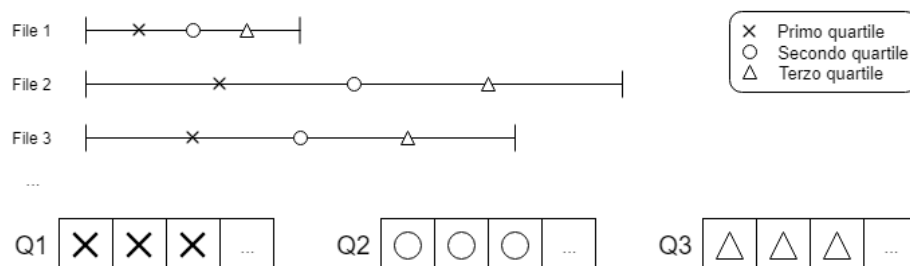 File 1
Primo quartile
Secondo quartile
Terzo quartile
File 2
File 3
...
Q1 ...
Q2 ...
Q3 ...